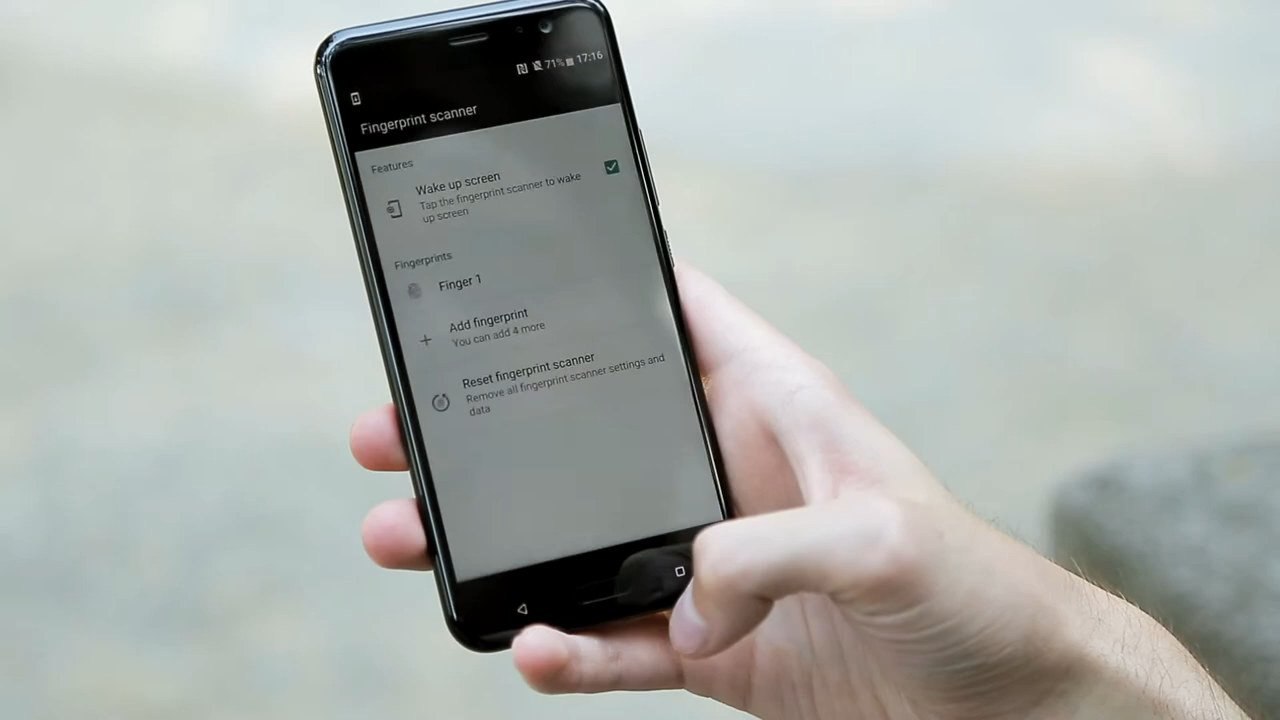 71% 17:16
Fingerprint scanner
Features
Wake up screen
Tap the fingerprint scanner to wake
up screen
Fingerprints
Finger 1
Add fingerprint
You can add 4 more
Reset fingerprint scanner
Remove all fingerprint scanner settings and
data